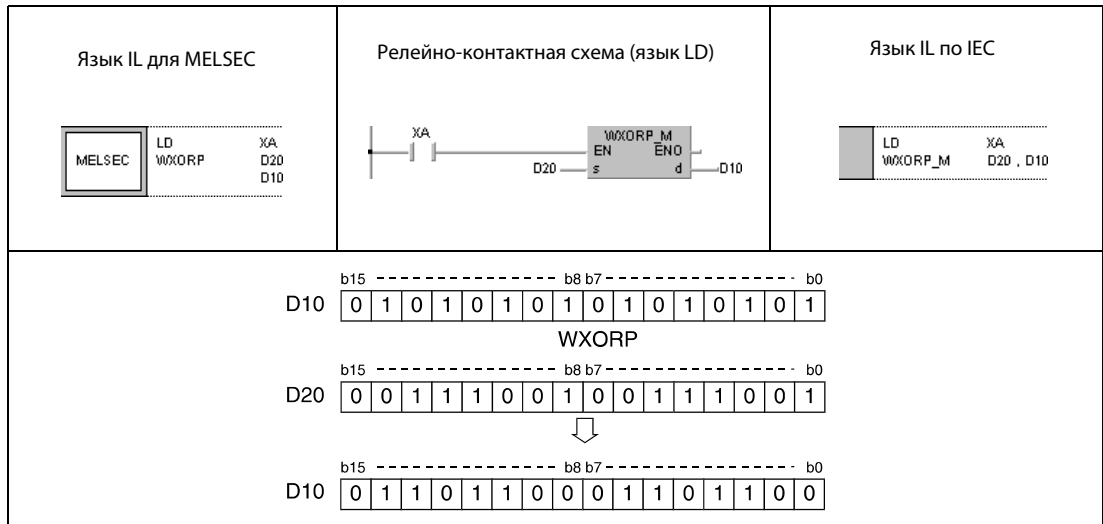 Язык IL для MELSEC
Релейно-контактная схема (язык LD)
Язык IL по IEC
MELSEC
LD XA
WXORP D20
D10
XA
WXORP_M
EN ENO
D20 s d D10
LD XA
WXORP_M D20 , D10
b15 b8 b7 b0
D10 0 1 0 1 0 1 0 1 0 1 0 1 0 1 0 1
WXORP
b15 b8 b7 b0
D20 0 0 1 1 1 0 0 1 0 0 1 1 1 0 0 1
b15 b8 b7 b0
D10 0 1 1 0 1 1 0 0 0 1 1 0 1 1 0 0